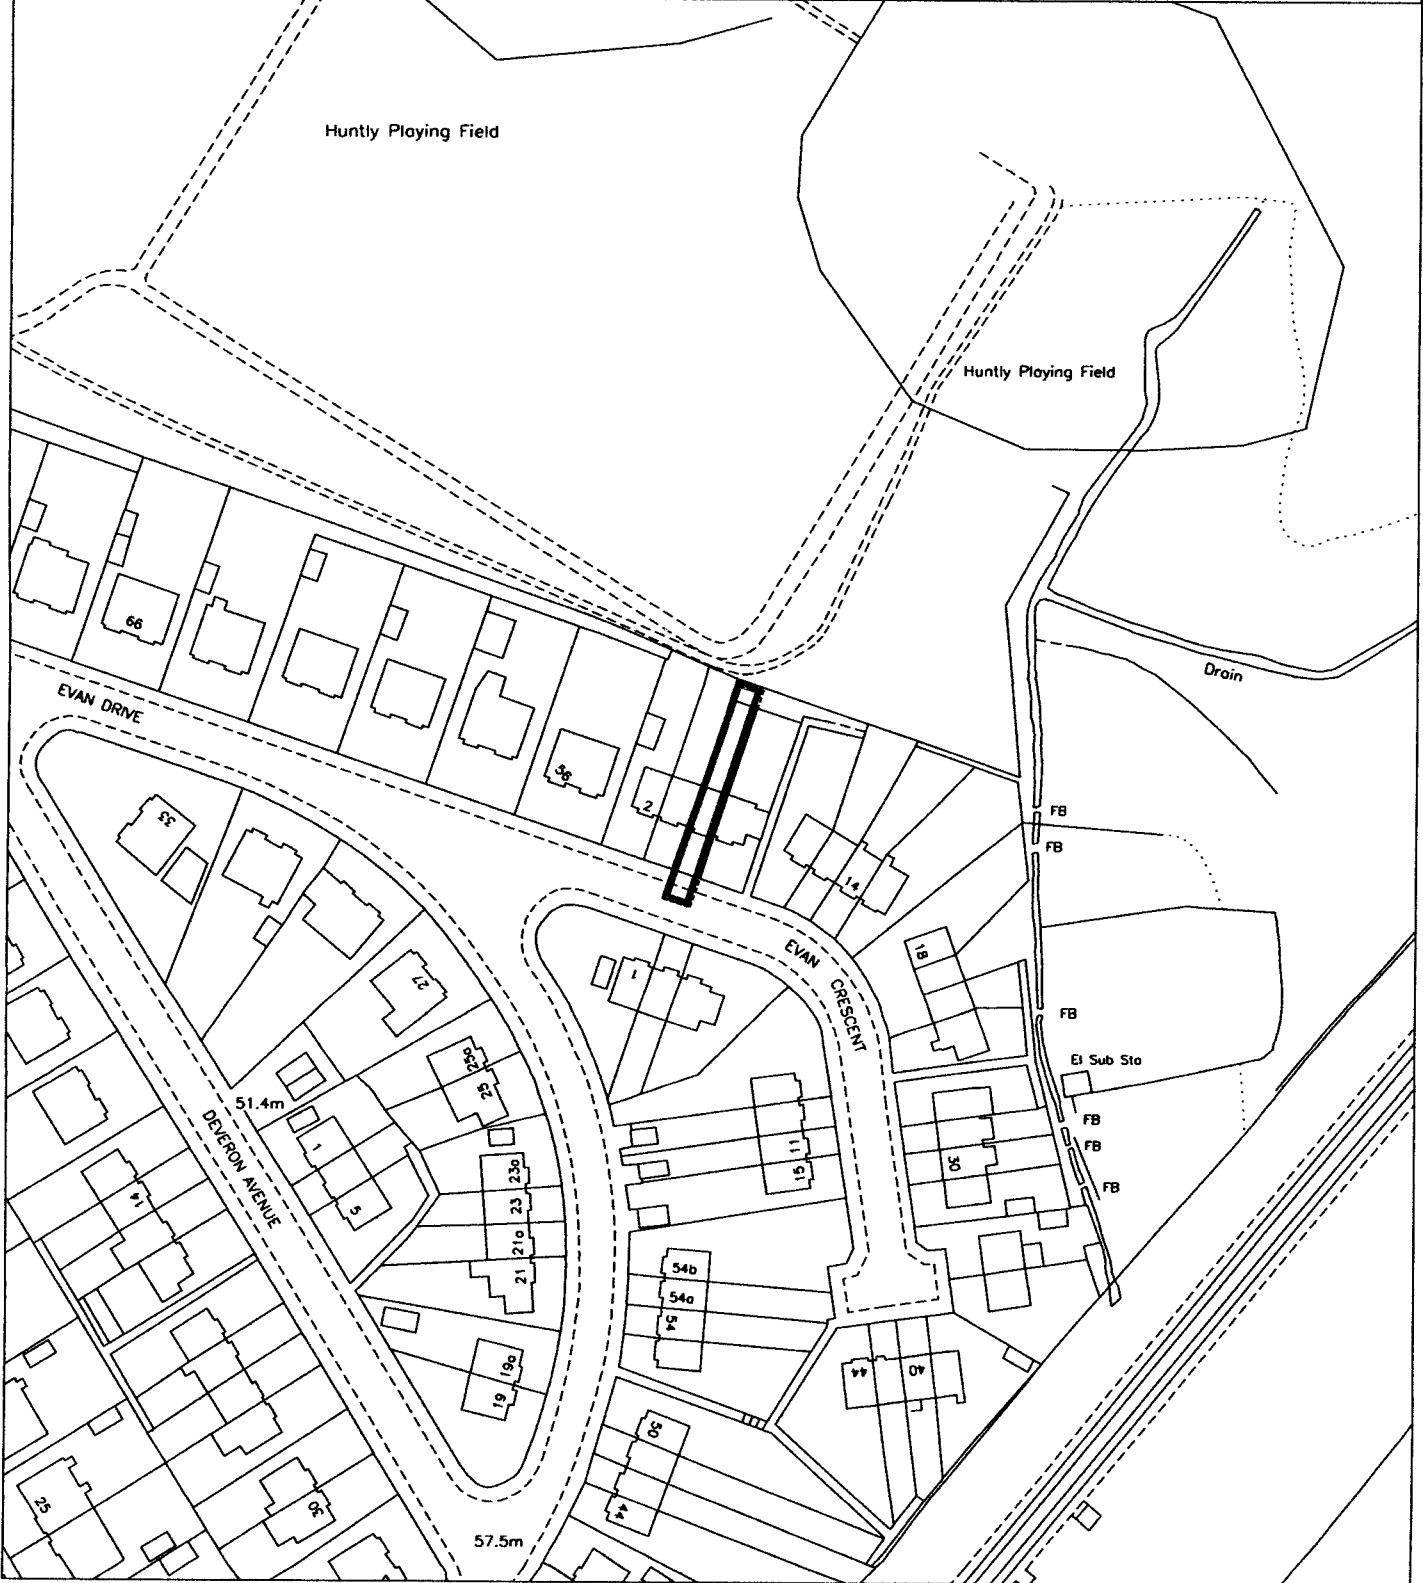 Huntly Playing Field
Huntly Playing Field
Drain
66
EVAN DRIVE
56
2
FB
FB
14
33
18
EVAN CRESCENT
1
27
FB
El Sub Sta
25a
25
51.4m
DEVERON AVENUE
1
5
11
15
30
FB
FB
FB
23a
23
21a
21
14
54b
54a
54
19a
19
44
40
50
44
25
30
57.5m